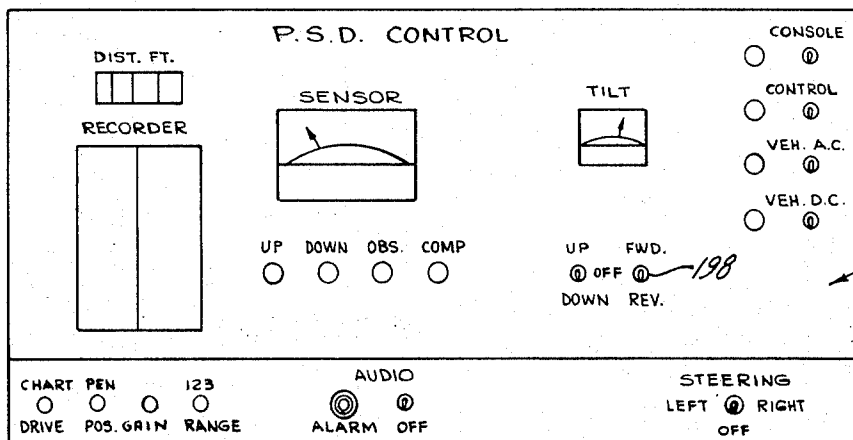 P.S.D. CONTROL
CONSOLE
DIST. FT.
CONTROL
SENSOR
TILT
RECORDER
VEH. A.C.
VEH. D.C.
UP DOWN OBS. COMP
UP FWD.
OFF 198
DOWN REV.
CHART PEN 123
DRIVE POS. GAIN RANGE
AUDIO
ALARM OFF
STEERING
LEFT RIGHT
OFF